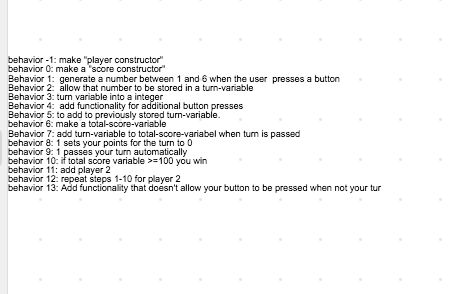 behavior -1: make "player constructor"
behavior 0: make a "score constructor"
Behavior 1:  generate a number between 1 and 6 when the user  presses a button
Behavior 2:  allow that number to be stored in a turn-variable
Behavior 3: turn variable into a integer
Behavior 4:  add functionality for additional button presses
Behavior 5: to add to previously stored turn-variable.
behavior 6: make a total-score-variable
Behavior 7: add turn-variable to total-score-variabel when turn is passed
behavior 8: 1 sets your points for the turn to 0
behavior 9: 1 passes your turn automatically
behavior 10: if total score variable >=100 you win
behavior 11: add player 2
behavior 12: repeat steps 1-10 for player 2
behavior 13: Add functionality that doesn't allow your button to be pressed when not your tur